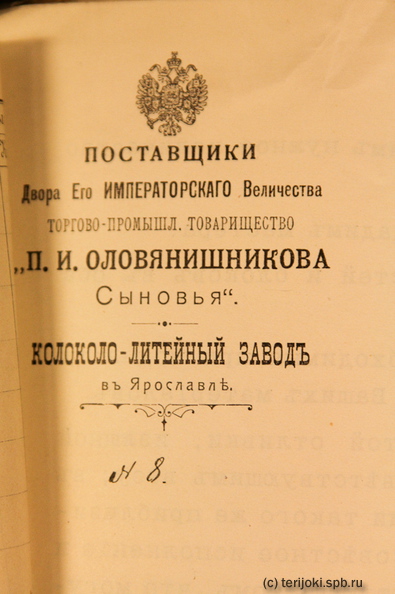 ПОСТАВЩИКИ
Двора Его ИМПЕРАТОРСКАГО Величества
ТОРГОВО-ПРОМЫШЛ. ТОВАРИЩЕСТВО
„П. И. ОЛОВЯНИШНИКОВА
Сыновья“.
КОЛОКОЛО-ЛИТЕЙНЫЙ ЗАВОДЪ
въ Ярославлѣ.
N 8.
(c) terijoki.spb.ru